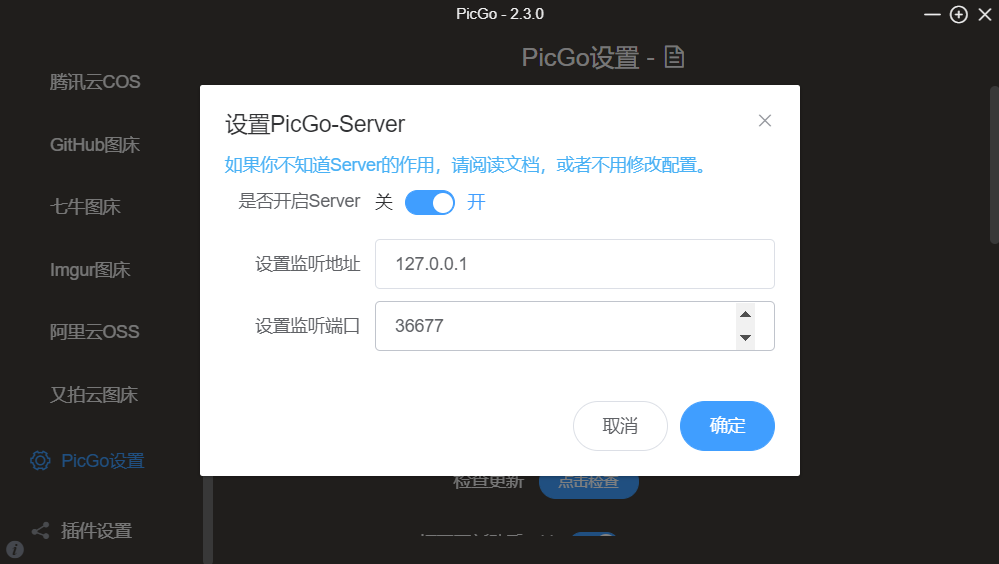 PicGo - 2.3.0
PicGo设置 -
腾讯云COS
GitHub图床
七牛图床
Imgur图床
阿里云OSS
又拍云图床
PicGo设置
插件设置
设置PicGo-Server
如果你不知道Server的作用，请阅读文档，或者不用修改配置。
是否开启Server 关 开
设置监听地址 127.0.0.1
设置监听端口 36677
取消 确定
检查更新 点击检查